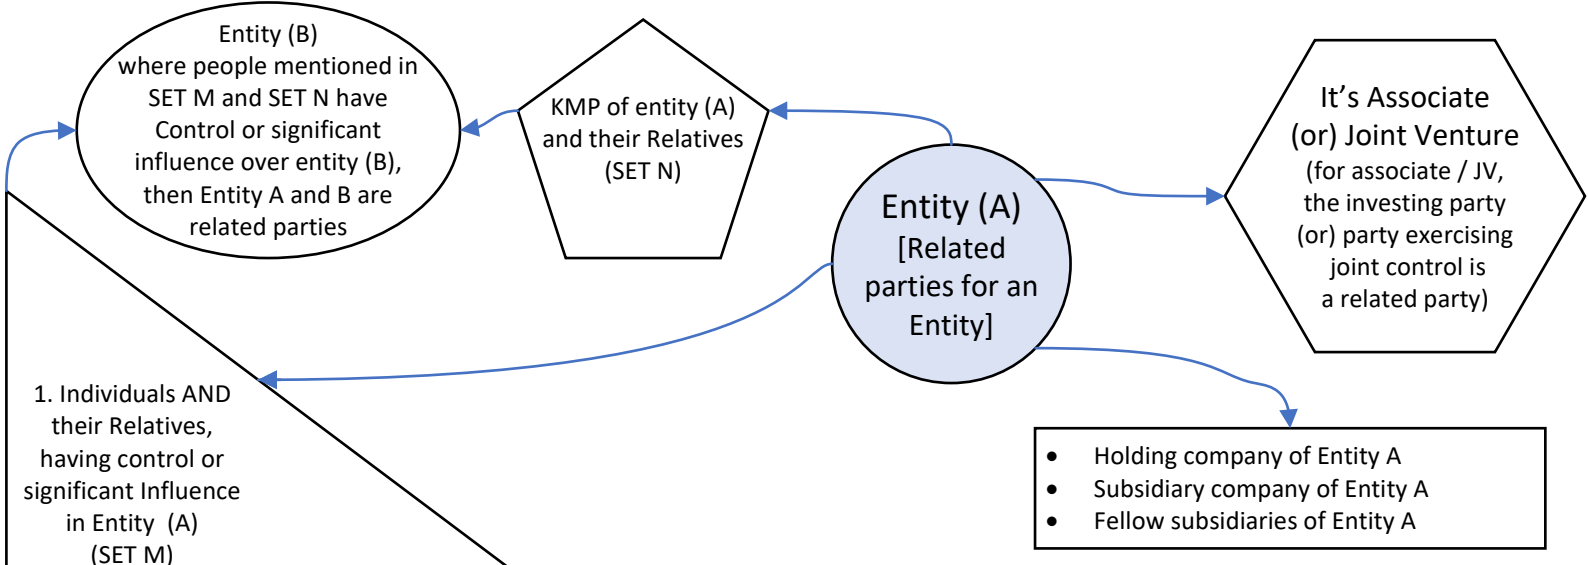 Entity (B)
where people mentioned in
SET M and SET N have
Control or significant
influence over entity (B),
then Entity A and B are
related parties
KMP of entity (A)
and their Relatives
(SET N)
Entity (A)
[Related
parties for an
Entity]
It’s Associate
(or) Joint Venture
(for associate / JV,
the investing party
(or) party exercising
joint control is
a related party)
1. Individuals AND
their Relatives,
having control or
significant Influence
in Entity (A)
(SET M)
• Holding company of Entity A
• Subsidiary company of Entity A
• Fellow subsidiaries of Entity A